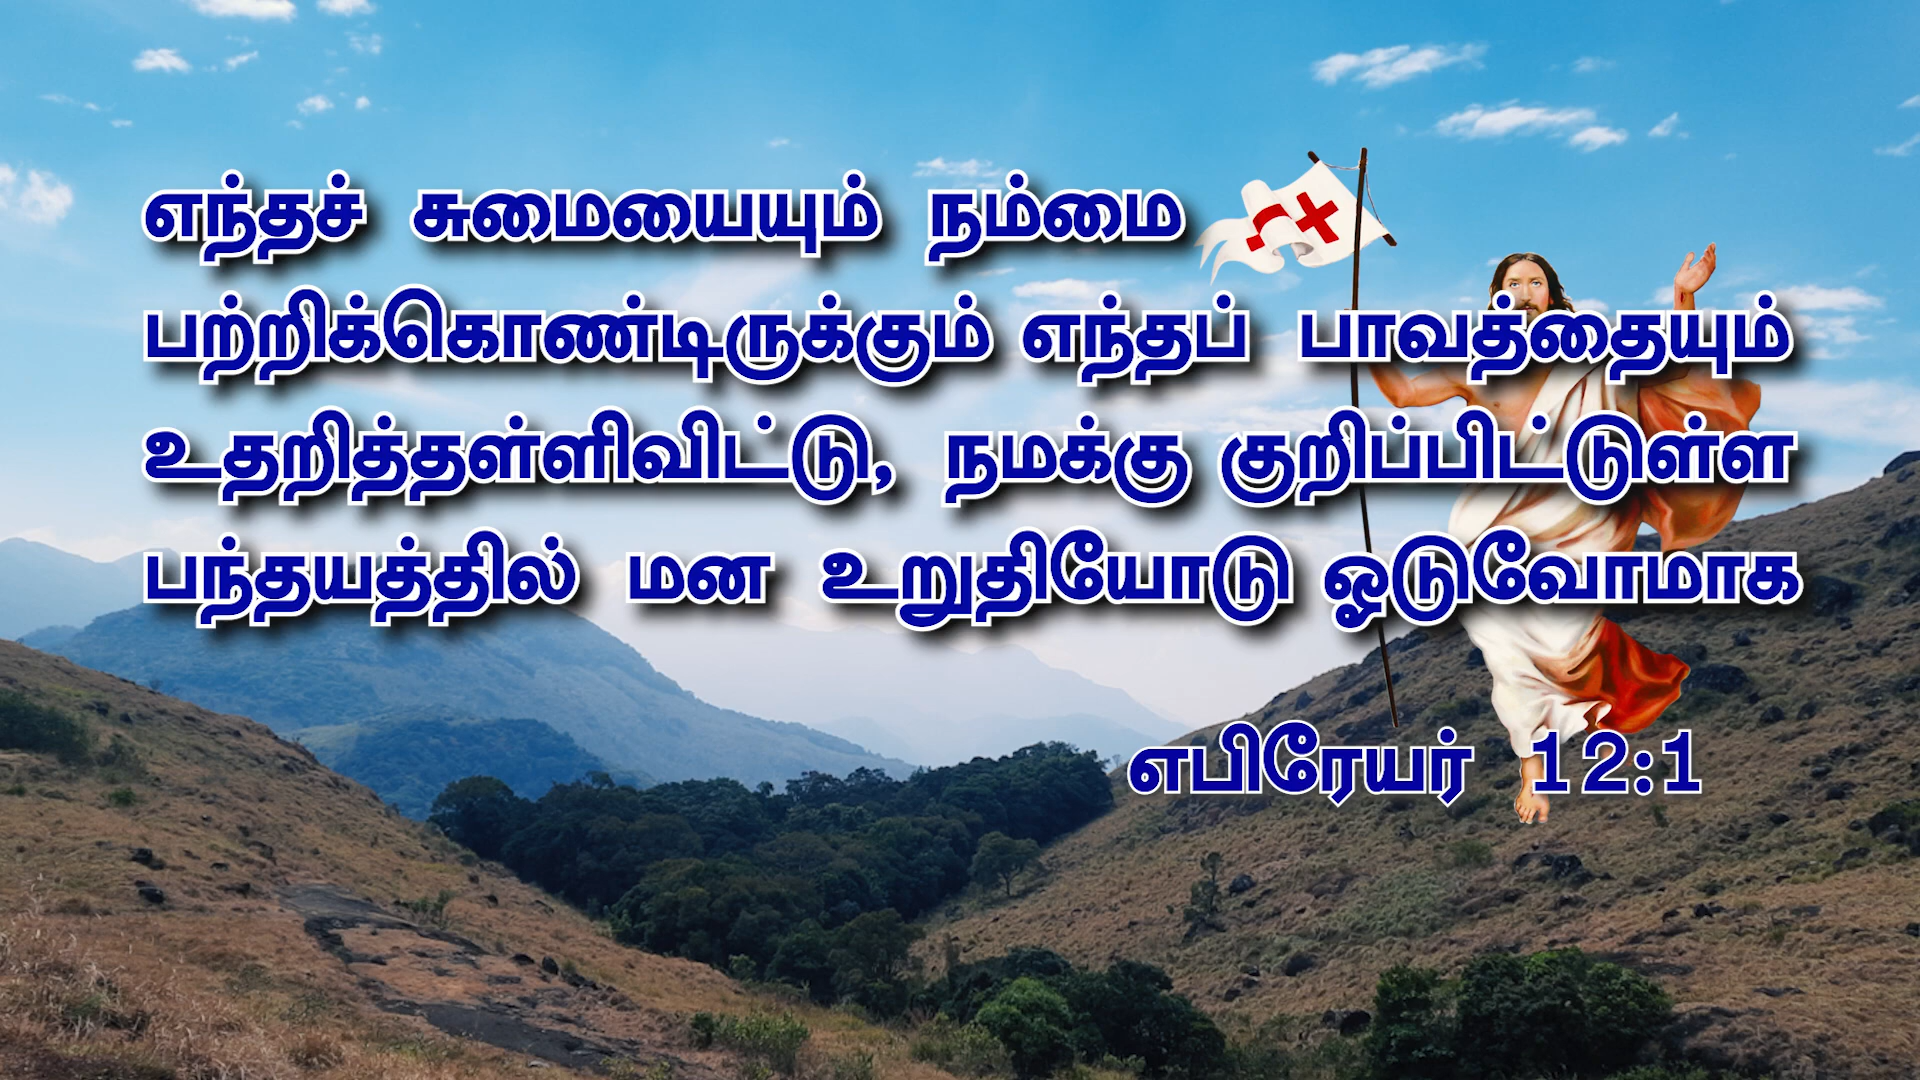 எந்தச் சுமையையும் நம்மை
பற்றிக்கொண்டிருக்கும் எந்தப் பாவத்தையும்
உதறித்தள்ளிவிட்டு, நமக்கு குறிப்பிட்டுள்ள
பந்தயத்தில் மன உறுதியோடு ஓடுவோமாக
எபிரேயர் 12:1